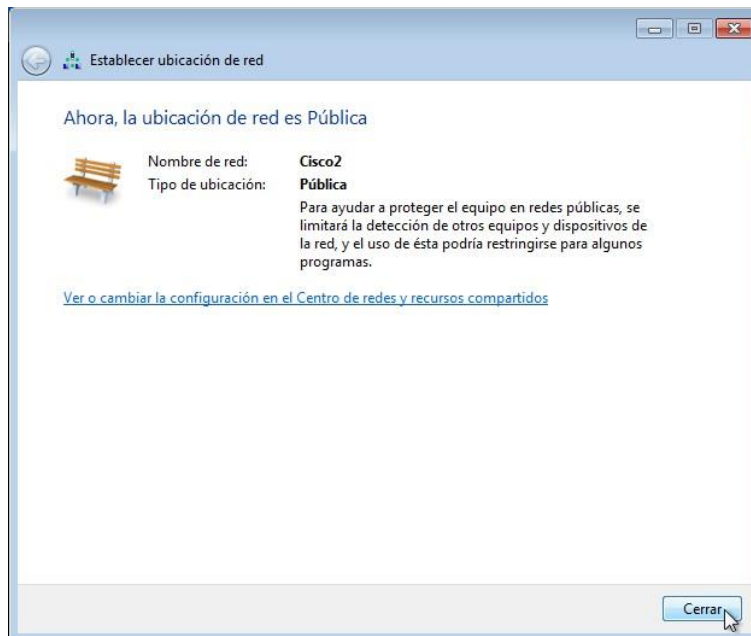 Establecer ubicación de red
Ahora, la ubicación de red es Pública
Nombre de red: Cisco2
Tipo de ubicación: Pública
Para ayudar a proteger el equipo en redes públicas, se
limitará la detección de otros equipos y dispositivos de
la red, y el uso de ésta podría restringirse para algunos
programas.
Ver o cambiar la configuración en el Centro de redes y recursos compartidos
Cerrar